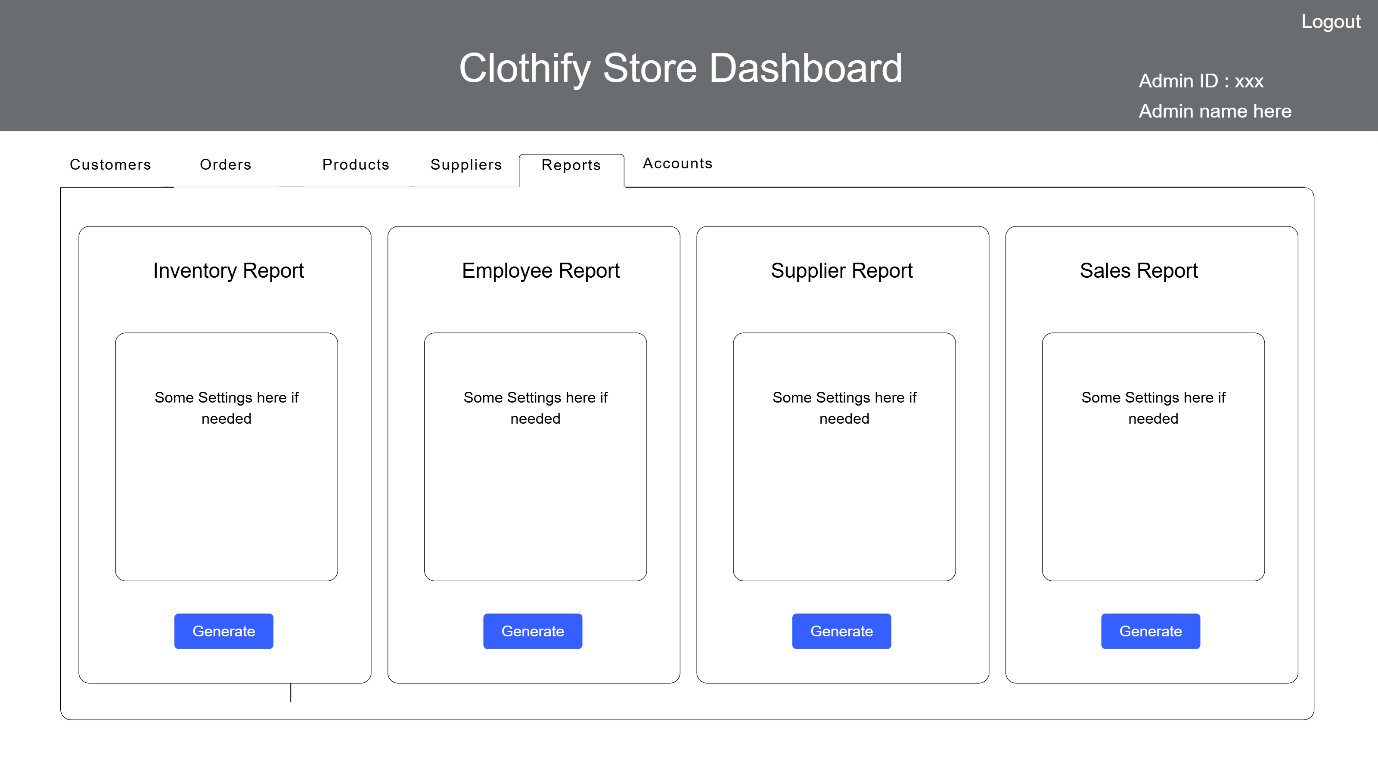 Logout
Clothify Store Dashboard
Admin ID : xxx
Admin name here
Customers Orders Products Suppliers Reports Accounts
Inventory Report Employee Report Supplier Report Sales Report
Some Settings here if
needed
Some Settings here if
needed
Some Settings here if
needed
Some Settings here if
needed
Generate Generate Generate Generate